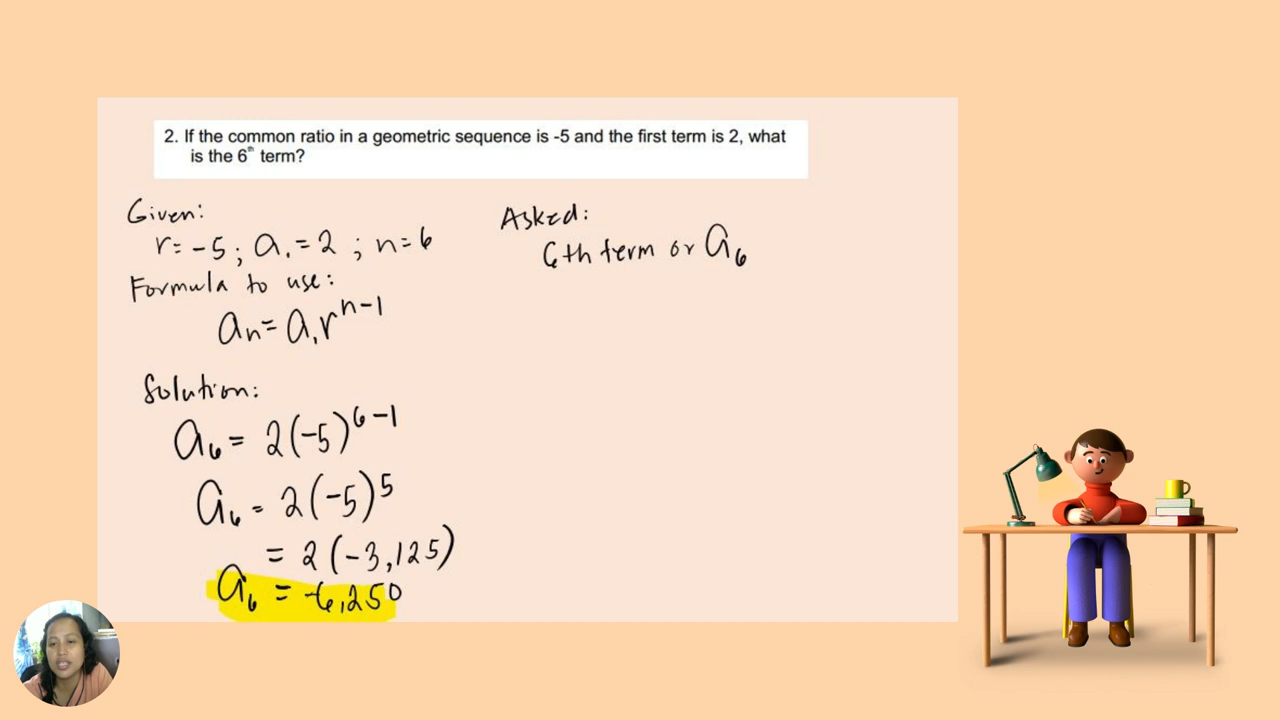 2. If the common ratio in a geometric sequence is -5 and the first term is 2, what
is the 6th term?
Given:
r = -5 ; a₁ = 2 ; n = 6
Formula to use:
aₙ = a₁rⁿ⁻¹
Asked:
6th term or a₆
Solution:
a₆ = 2(-5)⁶⁻¹
a₆ = 2(-5)⁵
= 2(-3,125)
a₆ = -6,250